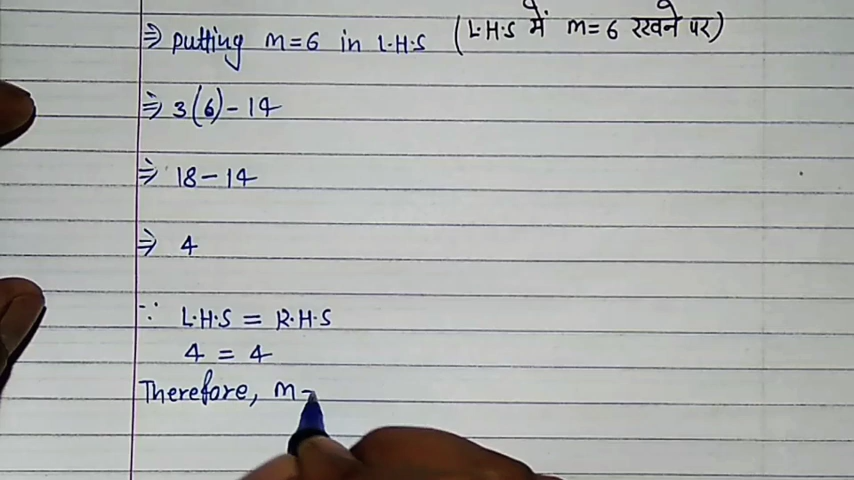 ⇒ putting m=6 in L.H.S (L.H.S में m=6 रखने पर)
⇒ 3(6)-14
⇒ 18-14
⇒ 4
∵ L.H.S = R.H.S
4 = 4
Therefore, m